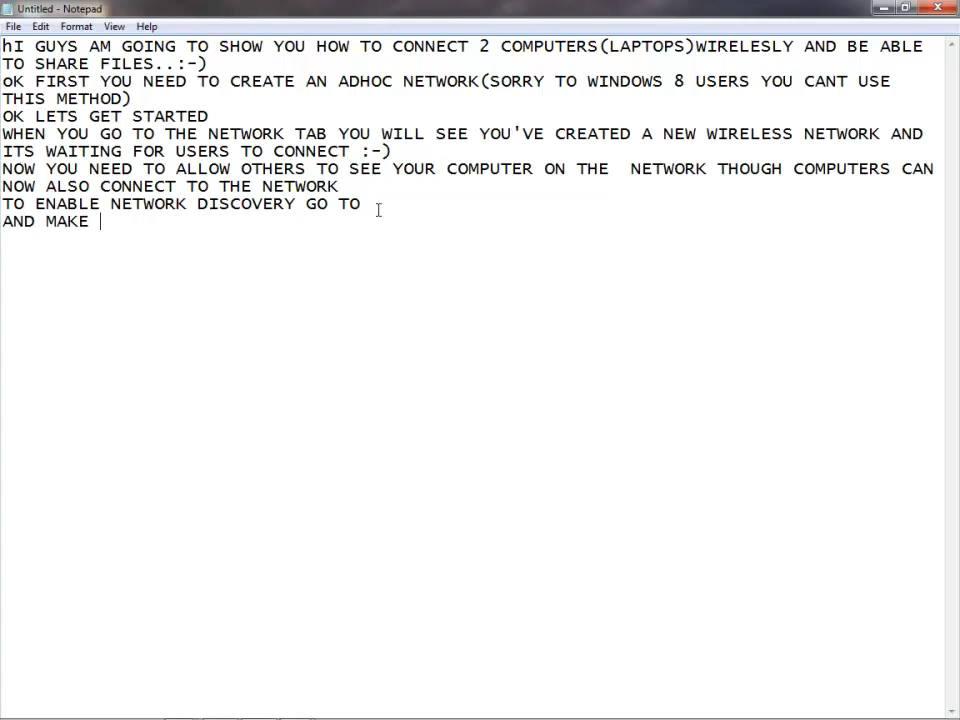 Untitled - Notepad
File Edit Format View Help
hI GUYS AM GOING TO SHOW YOU HOW TO CONNECT 2 COMPUTERS(LAPTOPS)WIRELESLY AND BE ABLE
TO SHARE FILES..:-)
oK FIRST YOU NEED TO CREATE AN ADHOC NETWORK(SORRY TO WINDOWS 8 USERS YOU CANT USE
THIS METHOD)
OK LETS GET STARTED
WHEN YOU GO TO THE NETWORK TAB YOU WILL SEE YOU'VE CREATED A NEW WIRELESS NETWORK AND
ITS WAITING FOR USERS TO CONNECT :-)
NOW YOU NEED TO ALLOW OTHERS TO SEE YOUR COMPUTER ON THE  NETWORK THOUGH COMPUTERS CAN
NOW ALSO CONNECT TO THE NETWORK
TO ENABLE NETWORK DISCOVERY GO TO
AND MAKE